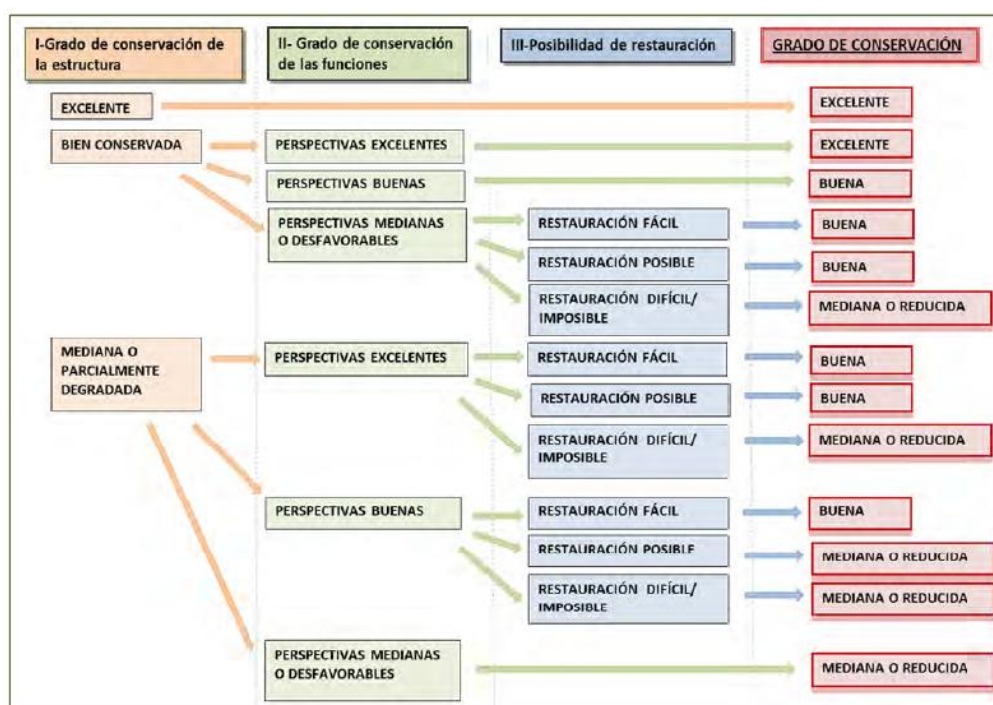 I-Grado de conservación de
la estructura
II- Grado de conservación
de las funciones
III-Posibilidad de restauración
GRADO DE CONSERVACIÓN
EXCELENTE
EXCELENTE
BIEN CONSERVADA
PERSPECTIVAS EXCELENTES
EXCELENTE
PERSPECTIVAS BUENAS
BUENA
PERSPECTIVAS MEDIANAS
O DESFAVORABLES
RESTAURACIÓN FÁCIL
BUENA
RESTAURACIÓN POSIBLE
BUENA
RESTAURACIÓN DIFÍCIL/
IMPOSIBLE
MEDIANA O REDUCIDA
MEDIANA O
PARCIALMENTE
DEGRADADA
PERSPECTIVAS EXCELENTES
RESTAURACIÓN FÁCIL
BUENA
RESTAURACIÓN POSIBLE
BUENA
RESTAURACIÓN DIFÍCIL/
IMPOSIBLE
MEDIANA O REDUCIDA
PERSPECTIVAS BUENAS
RESTAURACIÓN FÁCIL
BUENA
RESTAURACIÓN POSIBLE
MEDIANA O REDUCIDA
RESTAURACIÓN DIFÍCIL/
IMPOSIBLE
MEDIANA O REDUCIDA
PERSPECTIVAS MEDIANAS
O DESFAVORABLES
MEDIANA O REDUCIDA